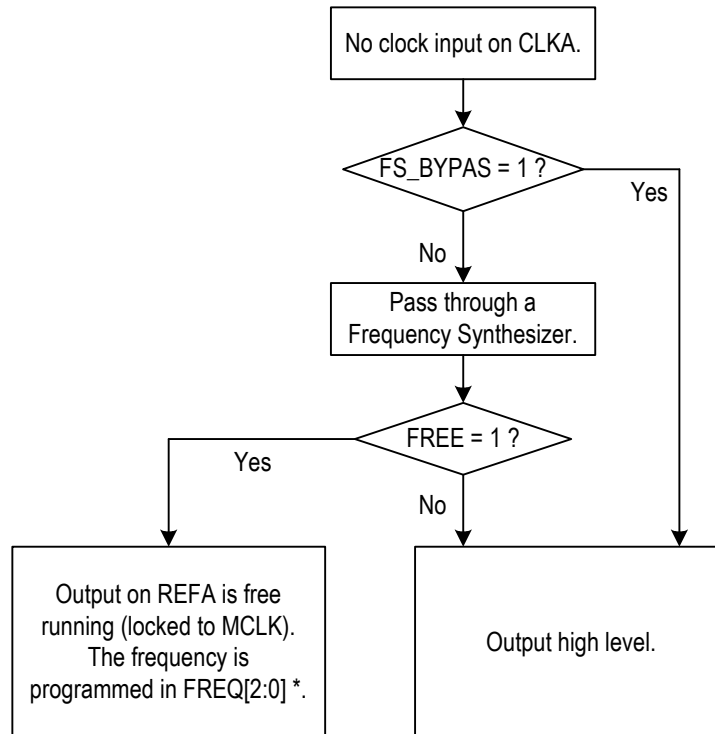 No clock input on CLKA.
FS_BYPAS = 1 ?
Yes
No
Pass through a
Frequency Synthesizer.
FREE = 1 ?
Yes
No
Output on REFA is free
running (locked to MCLK).
The frequency is
programmed in FREQ[2:0] *.
Output high level.